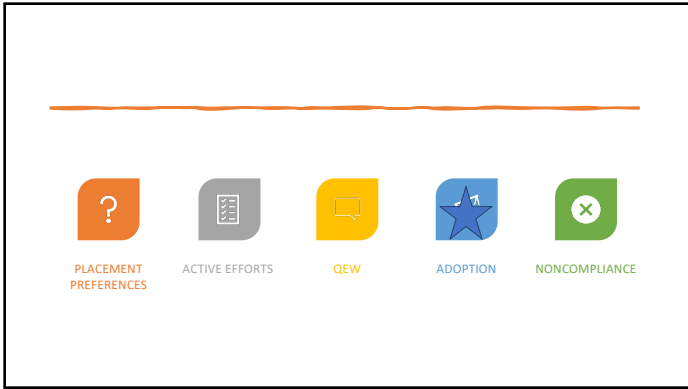 ?
PLACEMENT
PREFERENCES
ACTIVE EFFORTS
QEW
ADOPTION
NONCOMPLIANCE